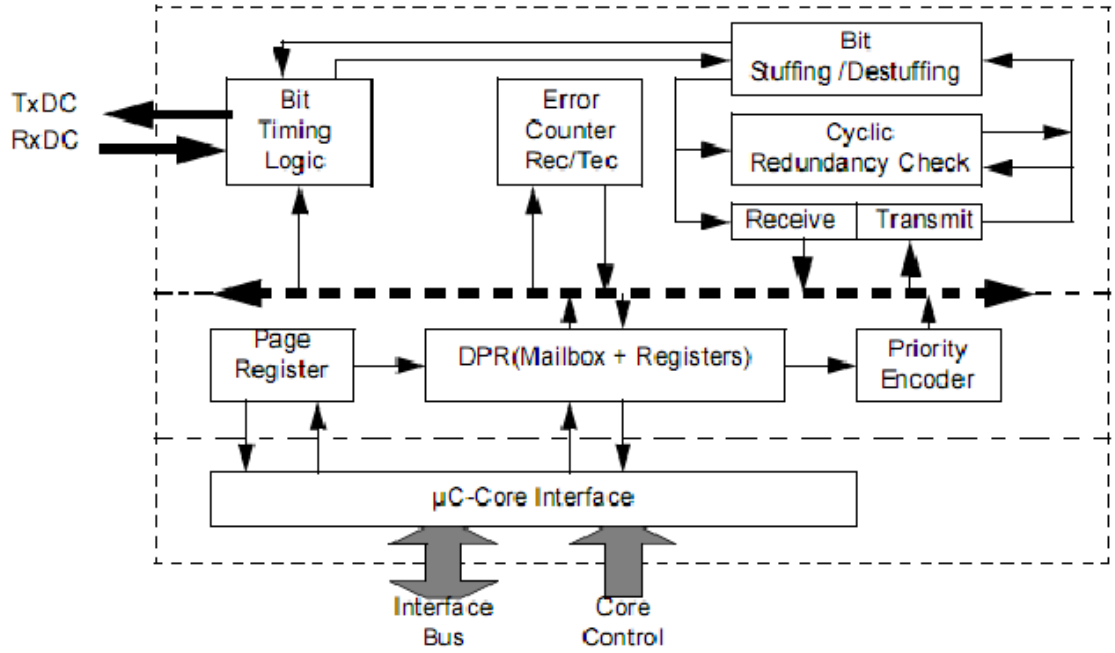 Bit
Stuffing /Destuffing
TxDC
RxDC
Bit
Timing
Logic
Error
Counter
Rec/Tec
Cyclic
Redundancy Check
Receive
Transmit
Page
Register
DPR(Mailbox + Registers)
Priority
Encoder
µC-Core Interface
Interface
Bus
Core
Control